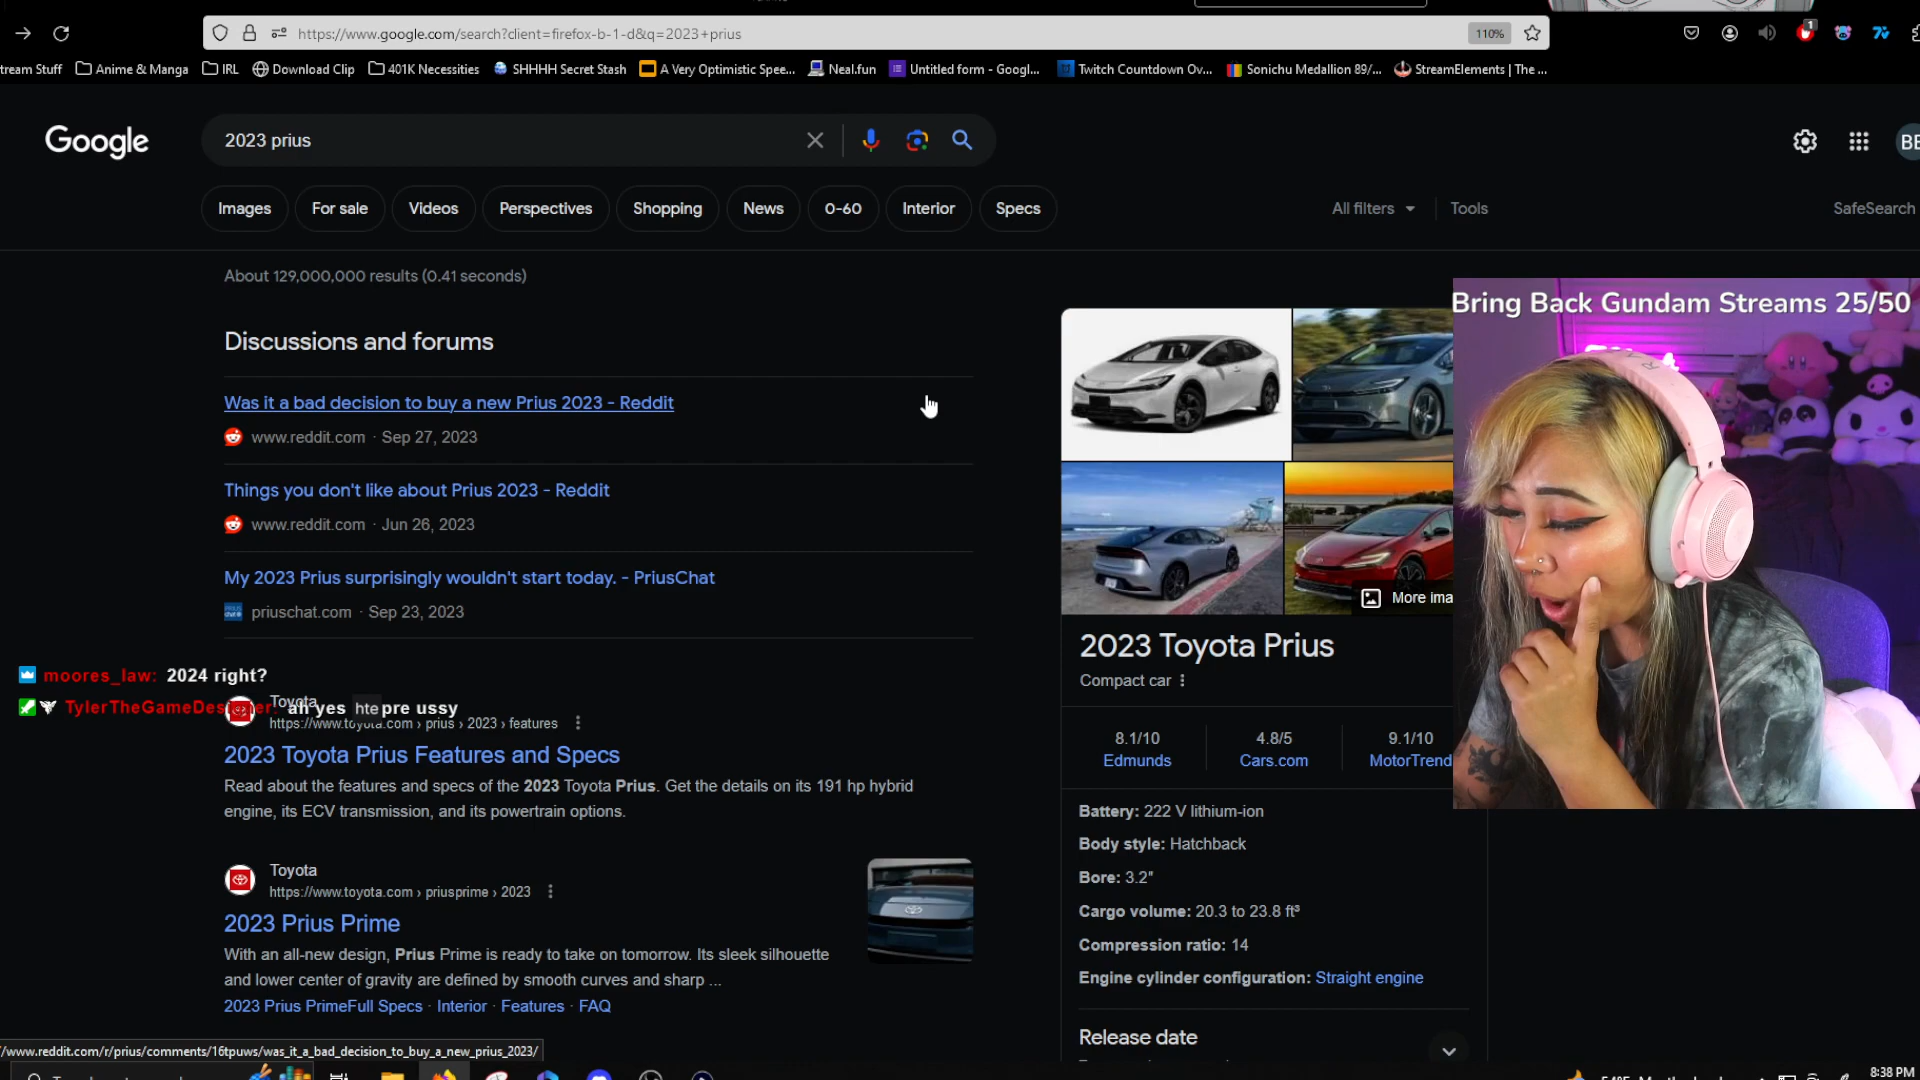 https://www.google.com/search?client=firefox-b-1-d&q=2023+prius
110%
1
tream Stuff
Anime & Manga
IRL
Download Clip
401K Necessities
SHHHH Secret Stash
A Very Optimistic Spee...
Neal.fun
Untitled form - Googl...
Twitch Countdown Ov...
Sonichu Medallion 89/...
StreamElements | The ...
Google
2023 prius
BE
Images
For sale
Videos
Perspectives
Shopping
News
0-60
Interior
Specs
All filters
Tools
SafeSearch
About 129,000,000 results (0.41 seconds)
Discussions and forums
Was it a bad decision to buy a new Prius 2023 - Reddit
www.reddit.com · Sep 27, 2023
Things you don't like about Prius 2023 - Reddit
www.reddit.com · Jun 26, 2023
My 2023 Prius surprisingly wouldn't start today. - PriusChat
priuschat.com · Sep 23, 2023
moores_law: 2024 right?
yes hte pre ussy
Toyota
https://www.toyota.com › prius › 2023 › features
2023 Toyota Prius Features and Specs
Read about the features and specs of the 2023 Toyota Prius. Get the details on its 191 hp hybrid
engine, its ECV transmission, and its powertrain options.
Toyota
https://www.toyota.com › priusprime › 2023
2023 Prius Prime
With an all-new design, Prius Prime is ready to take on tomorrow. Its sleek silhouette
and lower center of gravity are defined by smooth curves and sharp ...
2023 Prius PrimeFull Specs · Interior · Features · FAQ
/www.reddit.com/r/prius/comments/16tpuws/was_it_a_bad_decision_to_buy_a_new_prius_2023/
More ima
2023 Toyota Prius
Compact car
8.1/10
Edmunds
4.8/5
Cars.com
9.1/10
MotorTrend
Battery: 222 V lithium-ion
Body style: Hatchback
Bore: 3.2"
Cargo volume: 20.3 to 23.8 ft³
Compression ratio: 14
Engine cylinder configuration: Straight engine
Release date
Bring Back Gundam Streams 25/50
8:38 PM